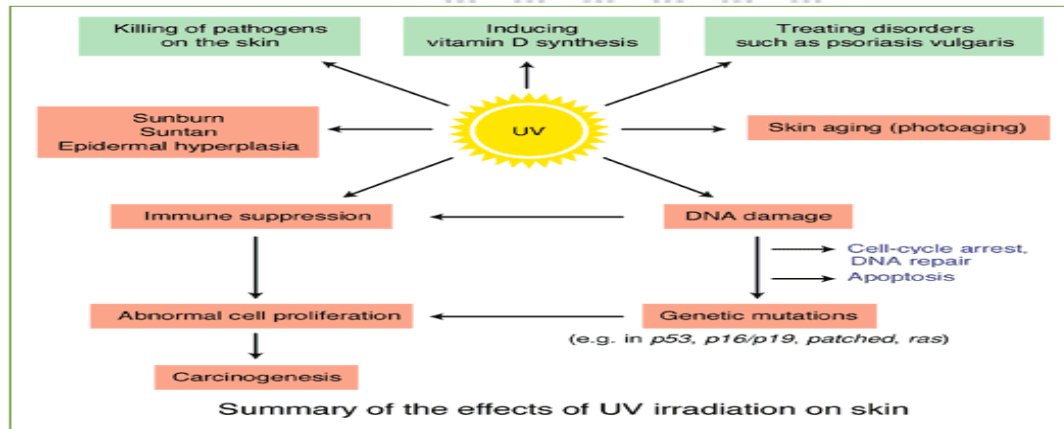 Killing of pathogens
on the skin
Inducing
vitamin D synthesis
Treating disorders
such as psoriasis vulgaris
Sunburn
Suntan
Epidermal hyperplasia
UV
Skin aging (photoaging)
Immune suppression
DNA damage
Cell-cycle arrest,
DNA repair
Apoptosis
Abnormal cell proliferation
Genetic mutations
(e.g. in p53, p16/p19, patched, ras)
Carcinogenesis
Summary of the effects of UV irradiation on skin